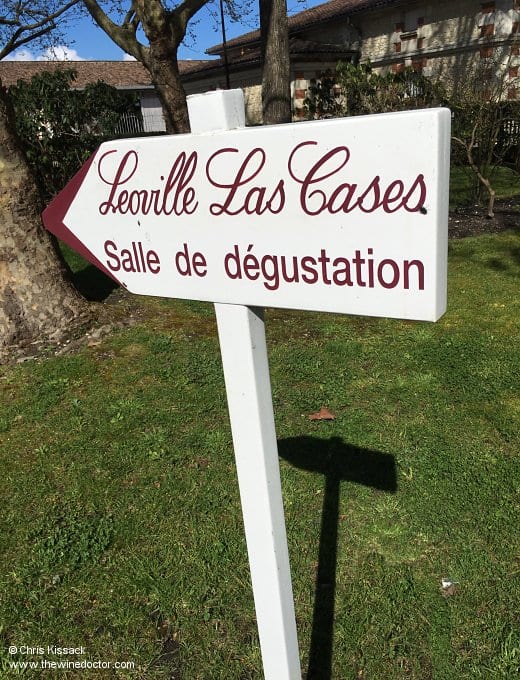 Leoville Las Cases
Salle de dégustation
© Chris Kissack
www.thewinedoctor.com